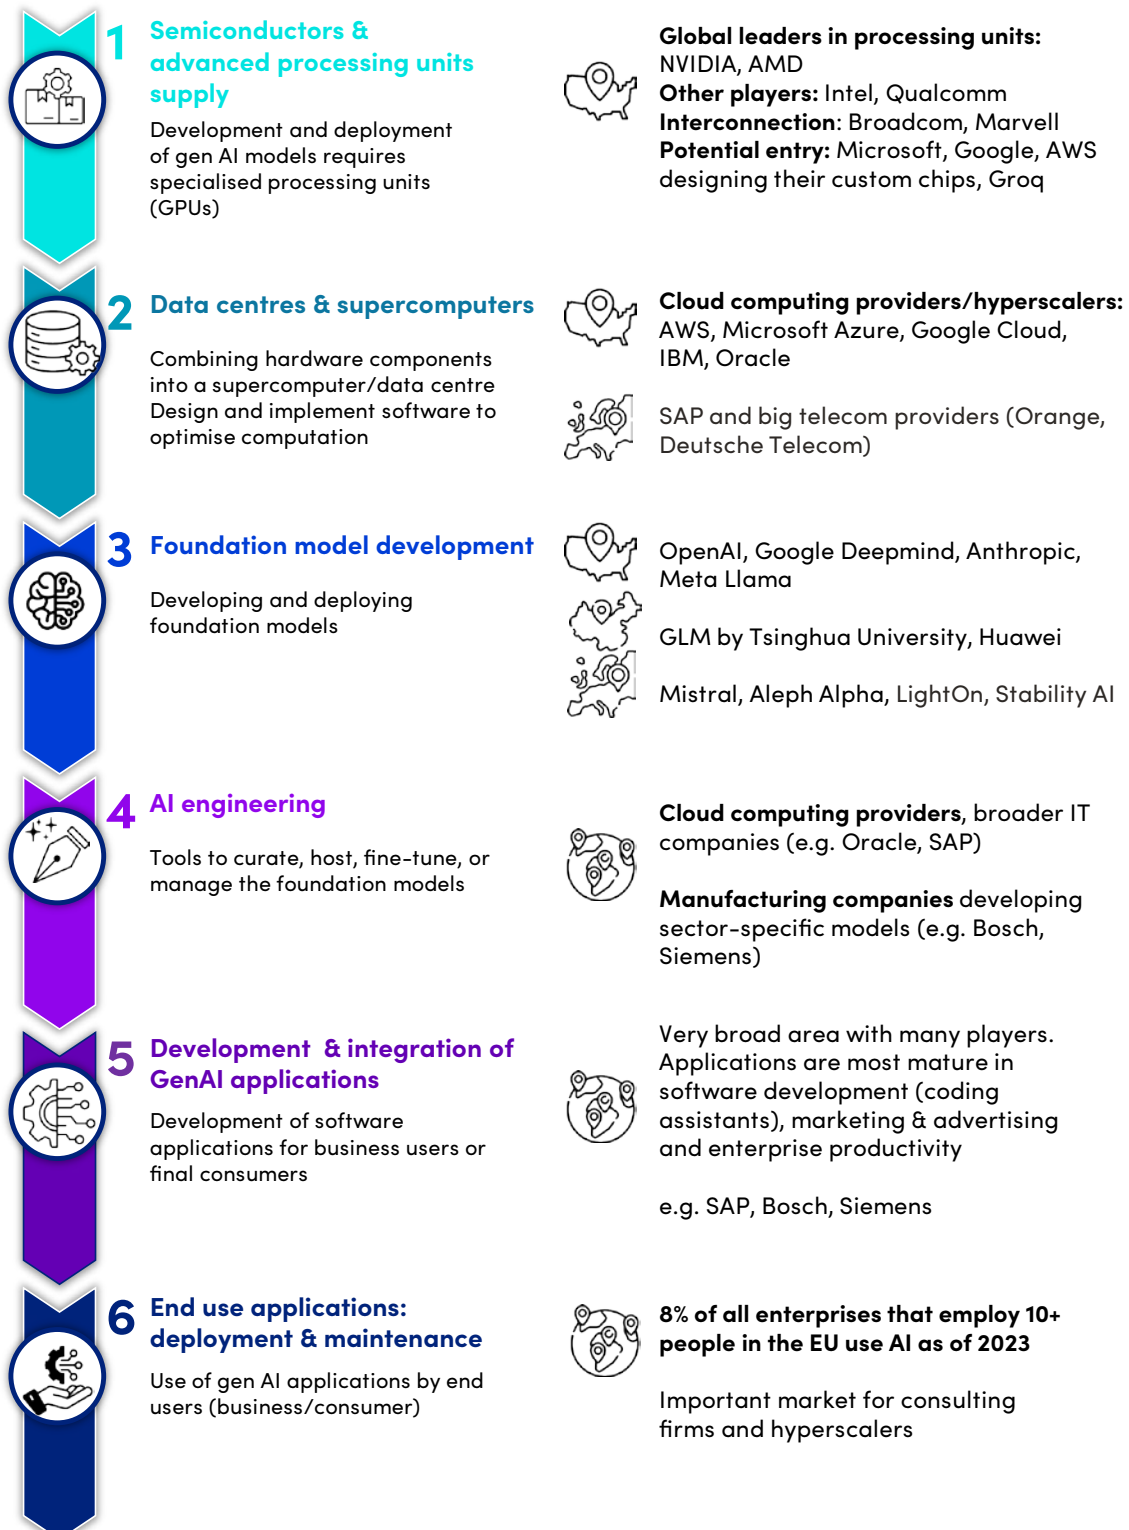 1
Semiconductors &
advanced processing units
supply
Development and deployment
of gen AI models requires
specialised processing units
(GPUs)
Global leaders in processing units:
NVIDIA, AMD
Other players: Intel, Qualcomm
Interconnection: Broadcom, Marvell
Potential entry: Microsoft, Google, AWS
designing their custom chips, Groq
2
Data centres & supercomputers
Combining hardware components
into a supercomputer/data centre
Design and implement software to
optimise computation
Cloud computing providers/hyperscalers:
AWS, Microsoft Azure, Google Cloud,
IBM, Oracle
SAP and big telecom providers (Orange,
Deutsche Telecom)
3
Foundation model development
Developing and deploying
foundation models
OpenAI, Google Deepmind, Anthropic,
Meta Llama
GLM by Tsinghua University, Huawei
Mistral, Aleph Alpha, LightOn, Stability AI
4
AI engineering
Tools to curate, host, fine-tune, or
manage the foundation models
Cloud computing providers, broader IT
companies (e.g. Oracle, SAP)
Manufacturing companies developing
sector-specific models (e.g. Bosch,
Siemens)
5
Development & integration of
GenAI applications
Development of software
applications for business users or
final consumers
Very broad area with many players.
Applications are most mature in
software development (coding
assistants), marketing & advertising
and enterprise productivity
e.g. SAP, Bosch, Siemens
6
End use applications:
deployment & maintenance
Use of gen AI applications by end
users (business/consumer)
8% of all enterprises that employ 10+
people in the EU use AI as of 2023
Important market for consulting
firms and hyperscalers